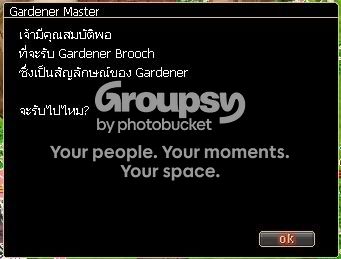 Gardener Master
เจ้ามีคุณสมบัติพอ
ที่จะรับ Gardener Brooch
ซึ่งเป็นสัญลักษณ์ของ Gardener
จะรับไปไหม?
Groupsy
by photobucket
Your people. Your moments.
Your space.
ok